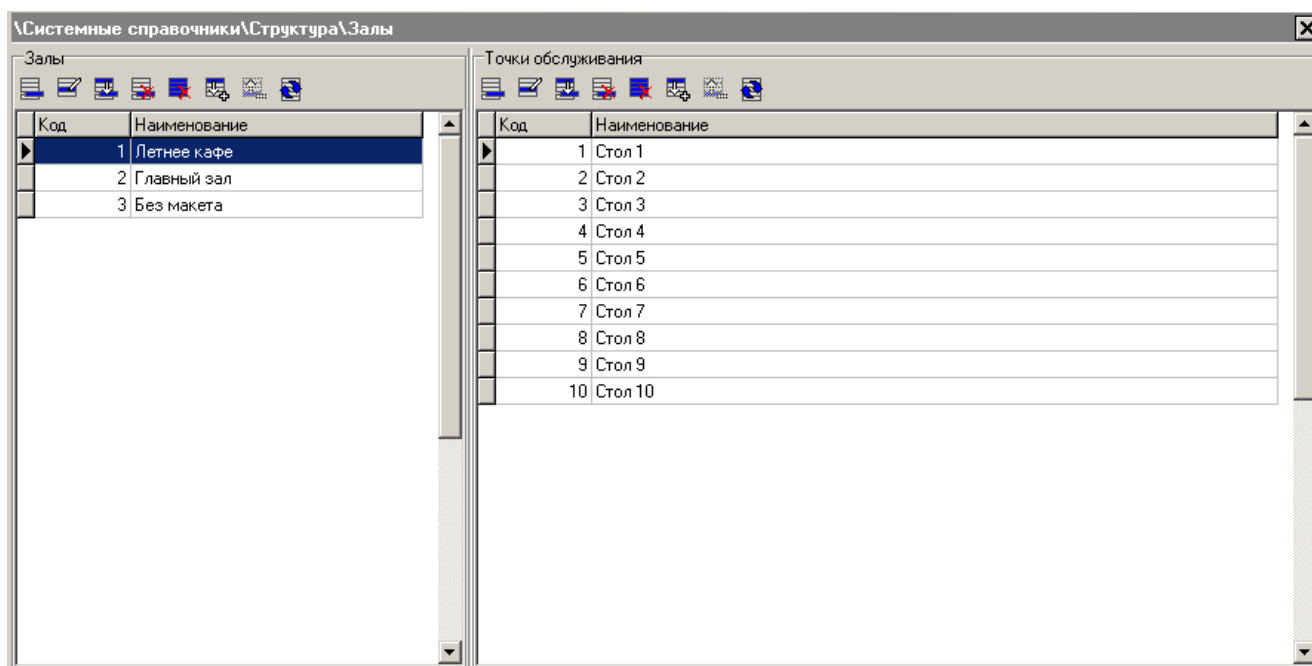 \Системные справочники\Структура\Залы
Залы
Код Наименование
1 Летнее кафе
2 Главный зал
3 Без макета
Точки обслуживания
Код Наименование
1 Стол 1
2 Стол 2
3 Стол 3
4 Стол 4
5 Стол 5
6 Стол 6
7 Стол 7
8 Стол 8
9 Стол 9
10 Стол 10